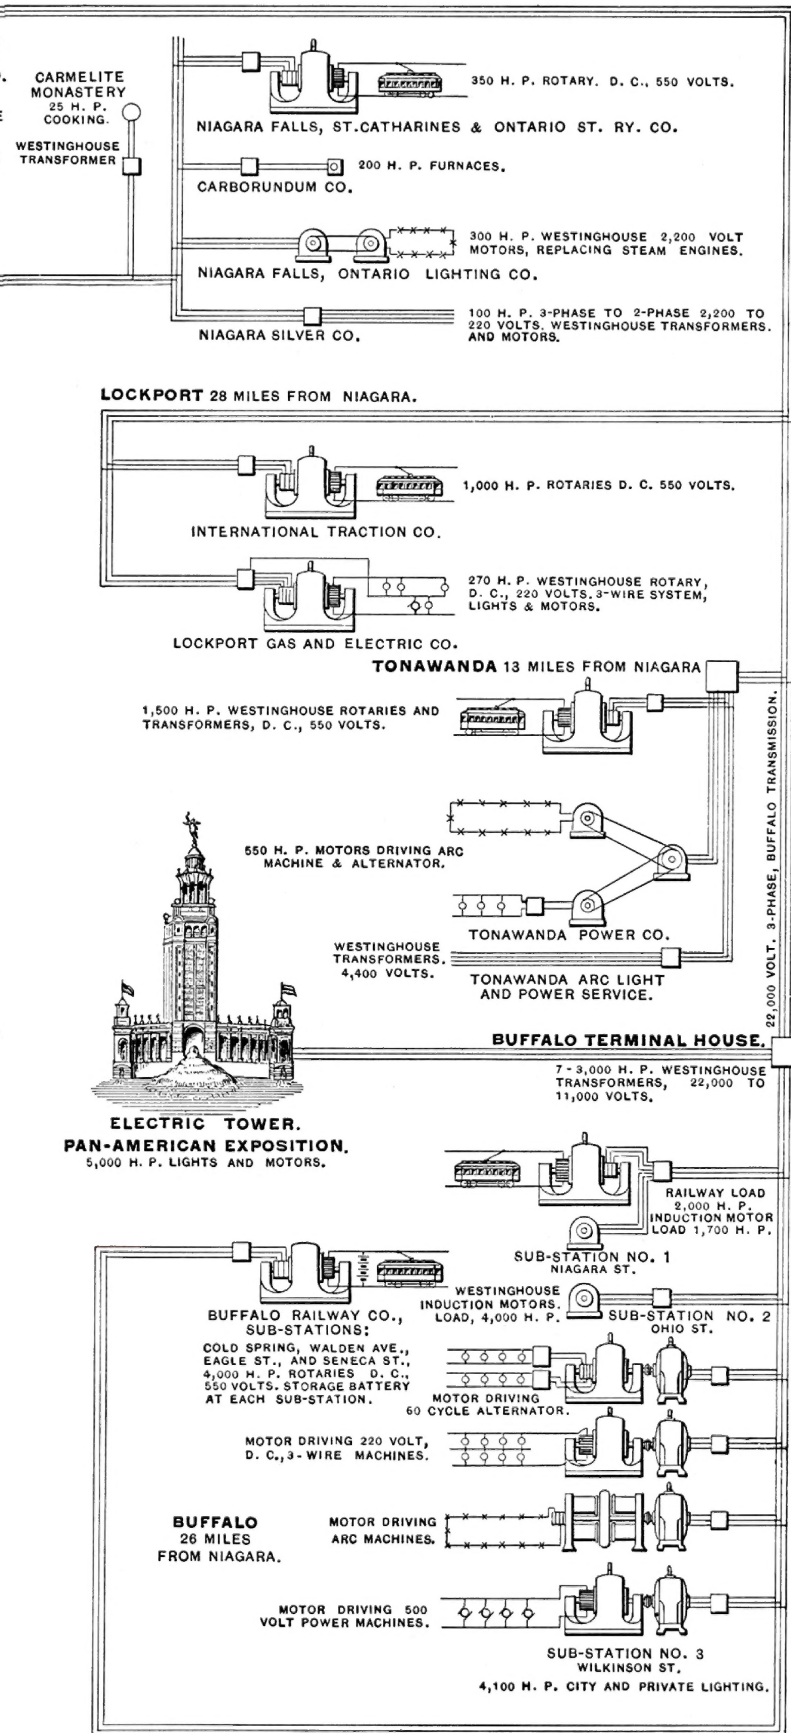 CARMELITE
MONASTERY
25 H. P.
COOKING.
WESTINGHOUSE
TRANSFORMER
350 H. P. ROTARY. D. C., 550 VOLTS.
NIAGARA FALLS, ST. CATHARINES & ONTARIO ST. RY. CO.
200 H. P. FURNACES.
CARBORUNDUM CO.
300 H. P. WESTINGHOUSE 2,200 VOLT
MOTORS, REPLACING STEAM ENGINES.
NIAGARA FALLS, ONTARIO LIGHTING CO.
100 H. P. 3-PHASE TO 2-PHASE 2,200 TO
220 VOLTS. WESTINGHOUSE TRANSFORMERS.
AND MOTORS.
NIAGARA SILVER CO.
LOCKPORT 28 MILES FROM NIAGARA.
1,000 H. P. ROTARIES D. C. 550 VOLTS.
INTERNATIONAL TRACTION CO.
270 H. P. WESTINGHOUSE ROTARY,
D. C., 220 VOLTS. 3-WIRE SYSTEM,
LIGHTS & MOTORS.
LOCKPORT GAS AND ELECTRIC CO.
TONAWANDA 13 MILES FROM NIAGARA
1,500 H. P. WESTINGHOUSE ROTARIES AND
TRANSFORMERS, D. C., 550 VOLTS.
22,000 VOLT. 3-PHASE, BUFFALO TRANSMISSION.
550 H. P. MOTORS DRIVING ARC
MACHINE & ALTERNATOR.
TONAWANDA POWER CO.
WESTINGHOUSE
TRANSFORMERS.
4,400 VOLTS.
TONAWANDA ARC LIGHT
AND POWER SERVICE.
BUFFALO TERMINAL HOUSE.
7-3,000 H. P. WESTINGHOUSE
TRANSFORMERS, 22,000 TO
11,000 VOLTS.
ELECTRIC TOWER.
PAN-AMERICAN EXPOSITION.
5,000 H. P. LIGHTS AND MOTORS.
RAILWAY LOAD
2,000 H. P.
INDUCTION MOTOR
LOAD 1,700 H. P.
SUB-STATION NO. 1
NIAGARA ST.
WESTINGHOUSE
INDUCTION MOTORS.
LOAD, 4,000 H. P.
SUB-STATION NO. 2
OHIO ST.
BUFFALO RAILWAY CO.,
SUB-STATIONS:
COLD SPRING, WALDEN AVE.,
EAGLE ST., AND SENECA ST.,
4,000 H. P. ROTARIES D. C.,
550 VOLTS. STORAGE BATTERY
AT EACH SUB-STATION.
MOTOR DRIVING
60 CYCLE ALTERNATOR.
MOTOR DRIVING 220 VOLT,
D. C., 3-WIRE MACHINES.
BUFFALO
26 MILES
FROM NIAGARA.
MOTOR DRIVING
ARC MACHINES.
MOTOR DRIVING 500
VOLT POWER MACHINES.
SUB-STATION NO. 3
WILKINSON ST.
4,100 H. P. CITY AND PRIVATE LIGHTING.